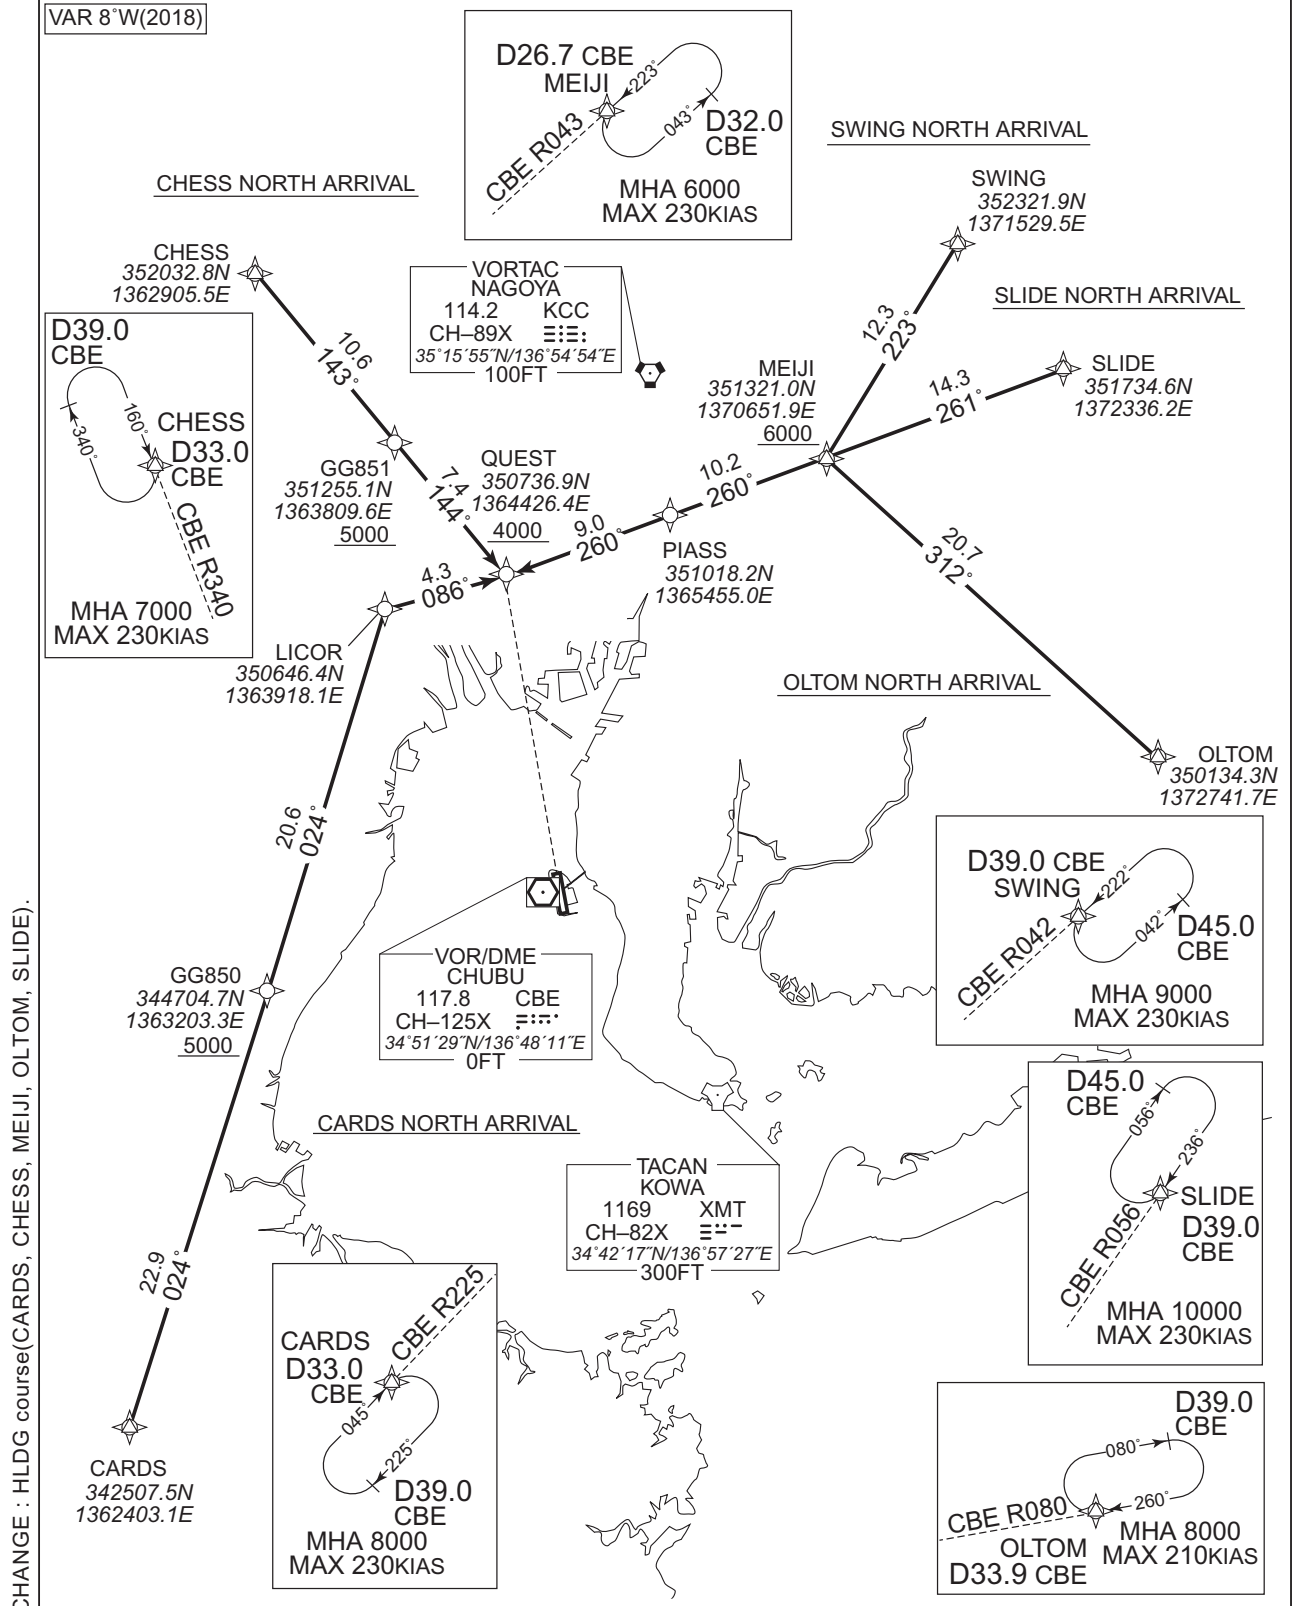 VAR 8°W(2018)
D26.7 CBE
MEIJI
223°
043°
D32.0
CBE
CBE R043
MHA 6000
MAX 230KIAS
SWING NORTH ARRIVAL
CHESS NORTH ARRIVAL
SWING
352321.9N
1371529.5E
CHESS
352032.8N
1362905.5E
VORTAC
NAGOYA
114.2 KCC
CH–89X
35°15´55˝N/136°54´54˝E
100FT
SLIDE NORTH ARRIVAL
12.3
223°
D39.0
CBE
160°
340°
CHESS
D33.0
CBE
CBE R340
MHA 7000
MAX 230KIAS
10.6
143°
MEIJI
351321.0N
1370651.9E
6000
14.3
261°
SLIDE
351734.6N
1372336.2E
GG851
351255.1N
1363809.6E
5000
7.4
144°
QUEST
350736.9N
1364426.4E
4000
10.2
260°
9.0
260°
PIASS
351018.2N
1365455.0E
20.7
312°
4.3
086°
LICOR
350646.4N
1363918.1E
OLTOM NORTH ARRIVAL
OLTOM
350134.3N
1372741.7E
20.6
024°
D39.0 CBE
SWING
222°
042°
D45.0
CBE
CBE R042
MHA 9000
MAX 230KIAS
GG850
344704.7N
1363203.3E
5000
VOR/DME
CHUBU
117.8 CBE
CH–125X
34°51´29˝N/136°48´11˝E
0FT
D45.0
CBE
056°
236°
SLIDE
D39.0
CBE
CBE R056
MHA 10000
MAX 230KIAS
CARDS NORTH ARRIVAL
TACAN
KOWA
1169 XMT
CH–82X
34°42´17˝N/136°57´27˝E
300FT
22.9
024°
CARDS
D33.0
CBE
CBE R225
045°
225°
D39.0
CBE
MHA 8000
MAX 230KIAS
CARDS
342507.5N
1362403.1E
D39.0
CBE
080°
260°
CBE R080
OLTOM
D33.9 CBE
MHA 8000
MAX 210KIAS
CHANGE : HLDG course(CARDS, CHESS, MEIJI, OLTOM, SLIDE).